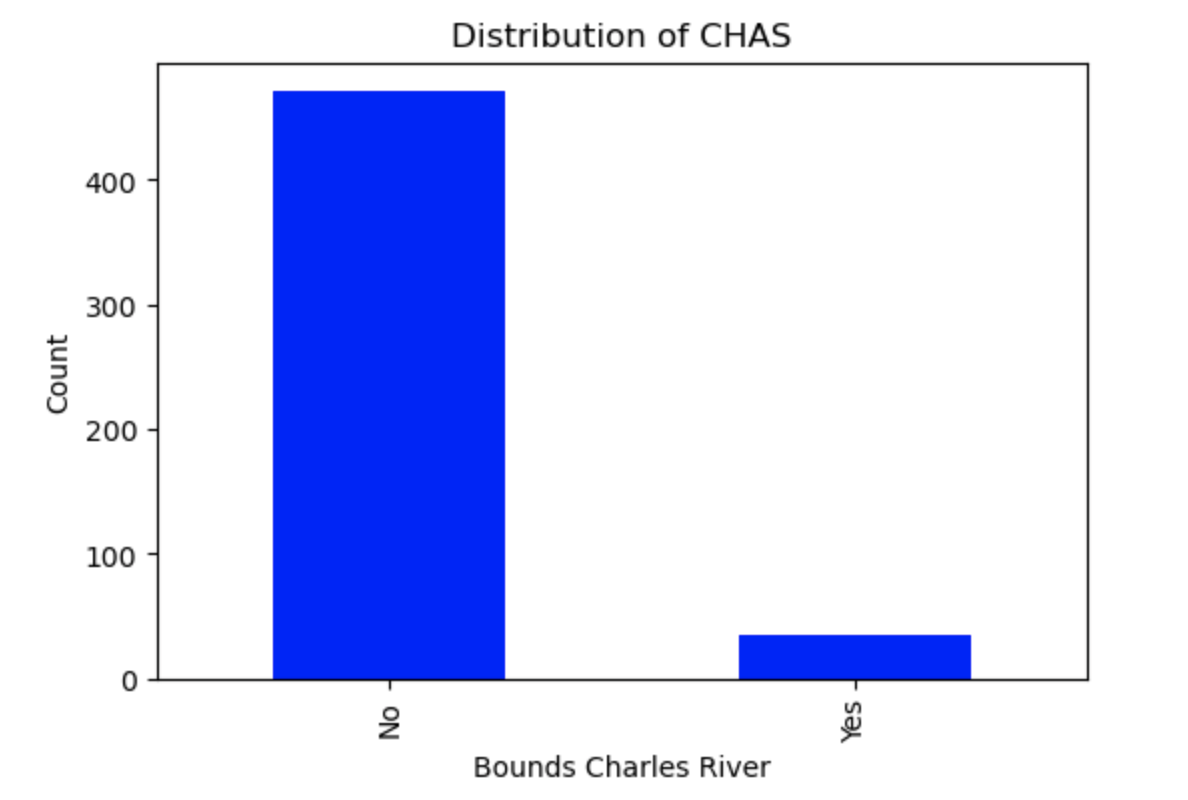 Distribution of CHAS
400
300
200
100
0
Count
No
Yes
Bounds Charles River